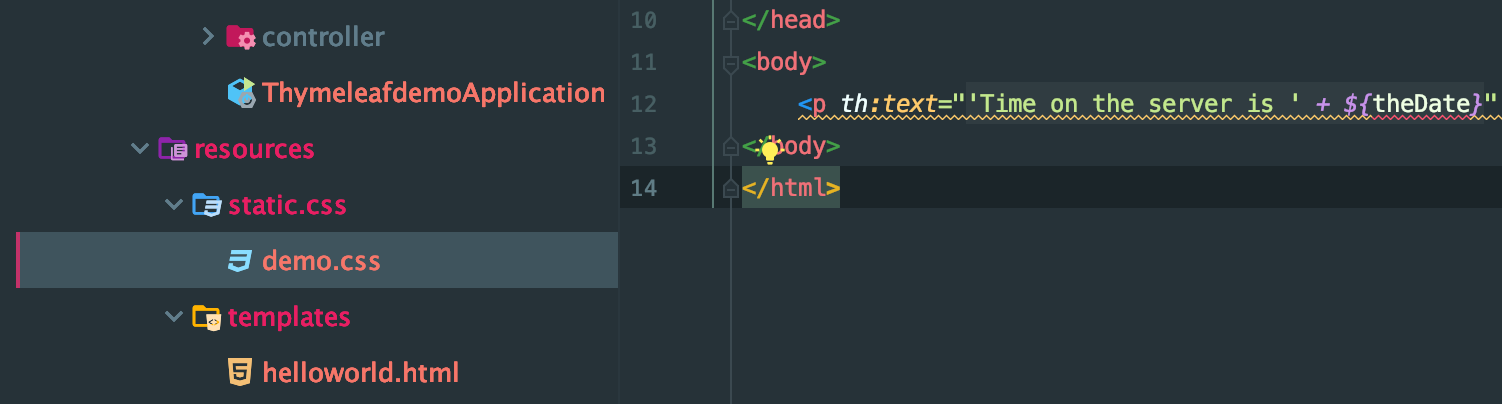 controller
ThymeleafdemoApplication
resources
static.css
demo.css
templates
helloworld.html
10 </head>
11 <body>
12 <p th:text="'Time on the server is ' + ${theDate}"
13 </body>
14 </html>